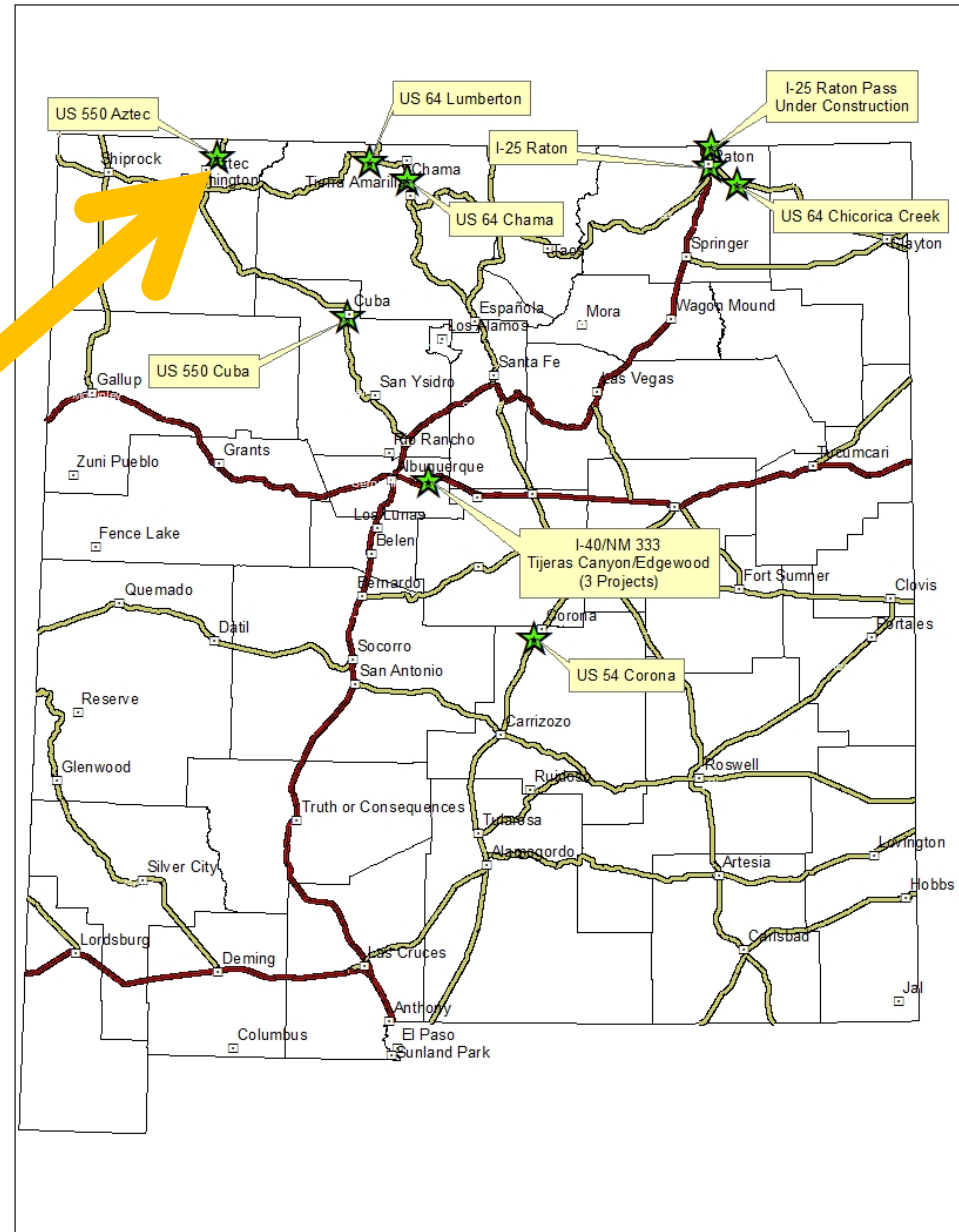 I-25 Raton Pass
Under Construction
US 64 Lumberton
US 550 Aztec
I-25 Raton
Raton
Shiprock
Aztec
Chama
Tierra Amarilla
US 64 Chama
US 64 Chicorica Creek
Taos
Springer
Clayton
Cuba
Española
Mora
Wagon Mound
Los Alamos
US 550 Cuba
Santa Fe
Gallup
San Ysidro
Las Vegas
Rio Rancho
Zuni Pueblo
Grants
Albuquerque
Tucumcari
Los Lunas
Fence Lake
Belen
I-40/NM 333
Tijeras Canyon/Edgewood
(3 Projects)
Quemado
Bernardo
Fort Sumner
Clovis
Datil
Corona
Portales
Socorro
San Antonio
US 54 Corona
Reserve
Carrizozo
Glenwood
Ruidoso
Roswell
Truth or Consequences
Tularosa
Silver City
Alamogordo
Artesia
Lovington
Hobbs
Lordsburg
Deming
Las Cruces
Carlsbad
Jal
Anthony
Columbus
El Paso
Sunland Park